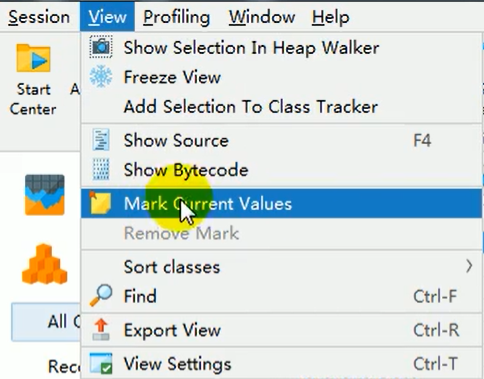 Session View Profiling Window Help
Start
Center
Show Selection In Heap Walker
Freeze View
Add Selection To Class Tracker
Show Source F4
Show Bytecode
Mark Current Values
Remove Mark
Sort classes
Find Ctrl-F
Export View Ctrl-R
View Settings Ctrl-T
All